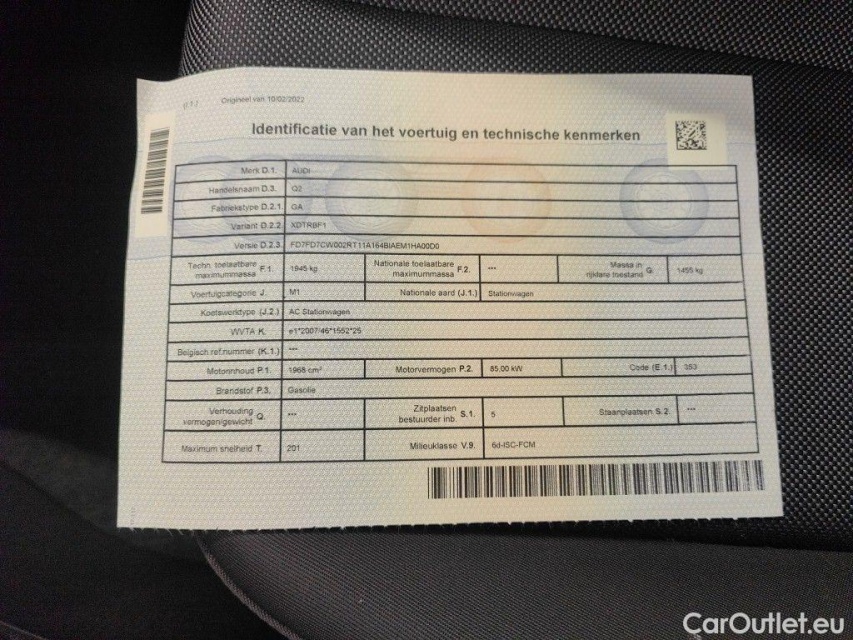 Origineel van 10/02/2022
Identificatie van het voertuig en technische kenmerken
Merk D.1. AUDI
Handelsnaam D.3. Q2
Fabriekstype D.2.1. GA
Variant D.2.2. XDTRBF1
Versie D.2.3. FD7FD7CW002RT11A164BIAEM1HA00D0
Techn. toelaatbare maximummassa F.1. 1945 kg Nationale toelaatbare maximummassa F.2. --- Massa in rijklare toestand G. 1455 kg
Voertuigcategorie J. M1 Nationale aard (J.1.) Stationwagen
Koetswerktype (J.2.) AC Stationwagen
WVTA K. e1*2007/46*1552*25
Belgisch ref.nummer (K.1.) ---
Motorinhoud P.1. 1968 cm³ Motorvermogen P.2. 85,00 kW Code (E.1.) 353
Brandstof P.3. Gasolie
Verhouding vermogen/gewicht Q. --- Zitplaatsen bestuurder inb. S.1. 5 Staanplaatsen S.2. ---
Maximum snelheid T. 201 Milieuklasse V.9. 6d-ISC-FCM
CarOutlet.eu